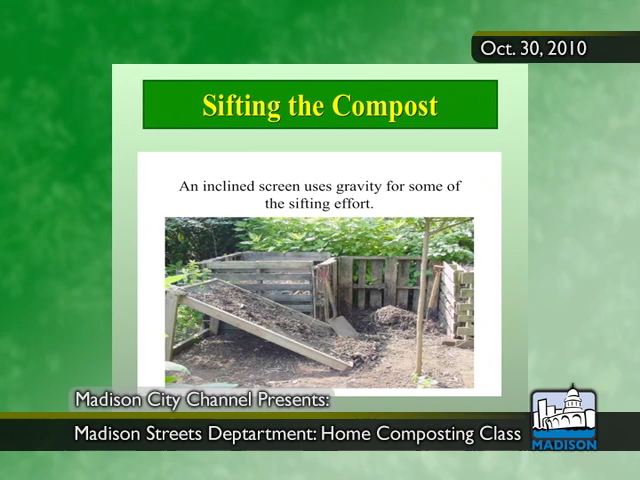 Oct. 30, 2010
Sifting the Compost
An inclined screen uses gravity for some of
the sifting effort.
Madison City Channel Presents:
Madison Streets Deptartment: Home Composting Class
MADISON